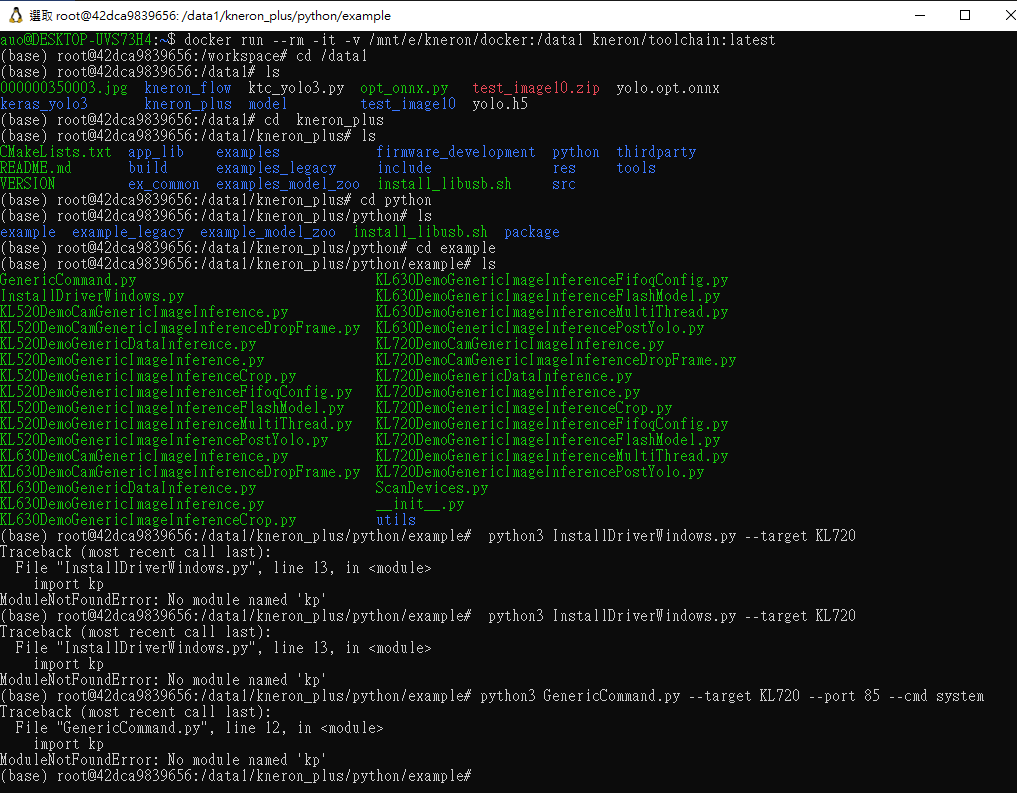 選取 root@42dca9839656: /data1/kneron_plus/python/example
auo@DESKTOP-UVS73H4:~$ docker run --rm -it -v /mnt/e/kneron/docker:/data1 kneron/toolchain:latest
(base) root@42dca9839656:/workspace# cd /data1
(base) root@42dca9839656:/data1# ls
000000350003.jpg  kneron_flow  ktc_yolo3.py  opt_onnx.py   test_image10.zip  yolo.opt.onnx
keras_yolo3       kneron_plus  model         test_image10  yolo.h5
(base) root@42dca9839656:/data1# cd  kneron_plus
(base) root@42dca9839656:/data1/kneron_plus# ls
CMakeLists.txt  app_lib    examples            firmware_development  python  thirdparty
README.md       build      examples_legacy     include               res     tools
VERSION         ex_common  examples_model_zoo  install_libusb.sh     src
(base) root@42dca9839656:/data1/kneron_plus# cd python
(base) root@42dca9839656:/data1/kneron_plus/python# ls
example  example_legacy  example_model_zoo  install_libusb.sh  package
(base) root@42dca9839656:/data1/kneron_plus/python# cd example
(base) root@42dca9839656:/data1/kneron_plus/python/example# ls
GenericCommand.py                              KL630DemoGenericImageInferenceFifoqConfig.py
InstallDriverWindows.py                        KL630DemoGenericImageInferenceFlashModel.py
KL520DemoCamGenericImageInference.py           KL630DemoGenericImageInferenceMultiThread.py
KL520DemoCamGenericImageInferenceDropFrame.py  KL630DemoGenericImageInferencePostYolo.py
KL520DemoGenericDataInference.py               KL720DemoCamGenericImageInference.py
KL520DemoGenericImageInference.py              KL720DemoCamGenericImageInferenceDropFrame.py
KL520DemoGenericImageInferenceCrop.py          KL720DemoGenericDataInference.py
KL520DemoGenericImageInferenceFifoqConfig.py   KL720DemoGenericImageInference.py
KL520DemoGenericImageInferenceFlashModel.py    KL720DemoGenericImageInferenceCrop.py
KL520DemoGenericImageInferenceMultiThread.py   KL720DemoGenericImageInferenceFifoqConfig.py
KL520DemoGenericImageInferencePostYolo.py      KL720DemoGenericImageInferenceFlashModel.py
KL630DemoCamGenericImageInference.py           KL720DemoGenericImageInferenceMultiThread.py
KL630DemoCamGenericImageInferenceDropFrame.py  KL720DemoGenericImageInferencePostYolo.py
KL630DemoGenericDataInference.py               ScanDevices.py
KL630DemoGenericImageInference.py              __init__.py
KL630DemoGenericImageInferenceCrop.py          utils
(base) root@42dca9839656:/data1/kneron_plus/python/example#  python3 InstallDriverWindows.py --target KL720
Traceback (most recent call last):
  File "InstallDriverWindows.py", line 13, in <module>
    import kp
ModuleNotFoundError: No module named 'kp'
(base) root@42dca9839656:/data1/kneron_plus/python/example#  python3 InstallDriverWindows.py --target KL720
Traceback (most recent call last):
  File "InstallDriverWindows.py", line 13, in <module>
    import kp
ModuleNotFoundError: No module named 'kp'
(base) root@42dca9839656:/data1/kneron_plus/python/example# python3 GenericCommand.py --target KL720 --port 85 --cmd system
Traceback (most recent call last):
  File "GenericCommand.py", line 12, in <module>
    import kp
ModuleNotFoundError: No module named 'kp'
(base) root@42dca9839656:/data1/kneron_plus/python/example#